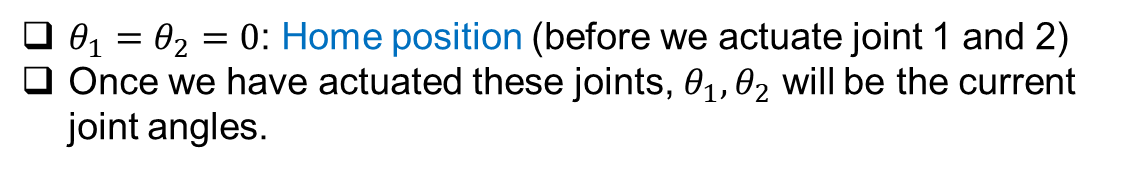 ❑ θ₁ = θ₂ = 0: Home position (before we actuate joint 1 and 2)
❑ Once we have actuated these joints, θ₁, θ₂ will be the current
joint angles.